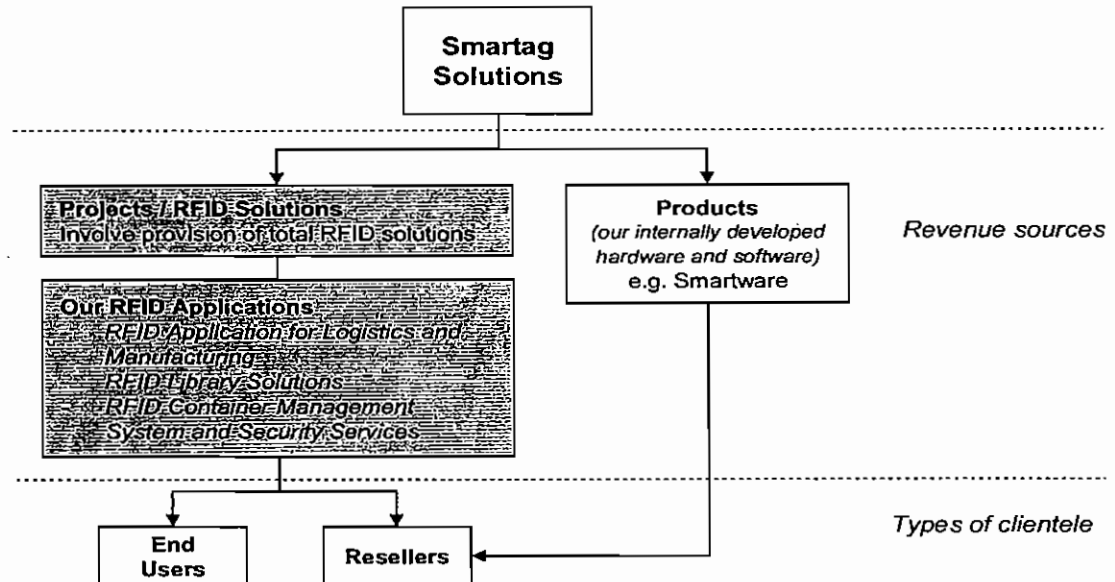 Smartag
Solutions
Projects / RFID Solutions
Involve provision of total RFID solutions
Products
(our internally developed
hardware and software)
e.g. Smartware
Revenue sources
Our RFID Applications
RFID Application for Logistics and
Manufacturing
RFID Library Solutions
RFID Container Management
System and Security Services
Types of clientele
End
Users
Resellers